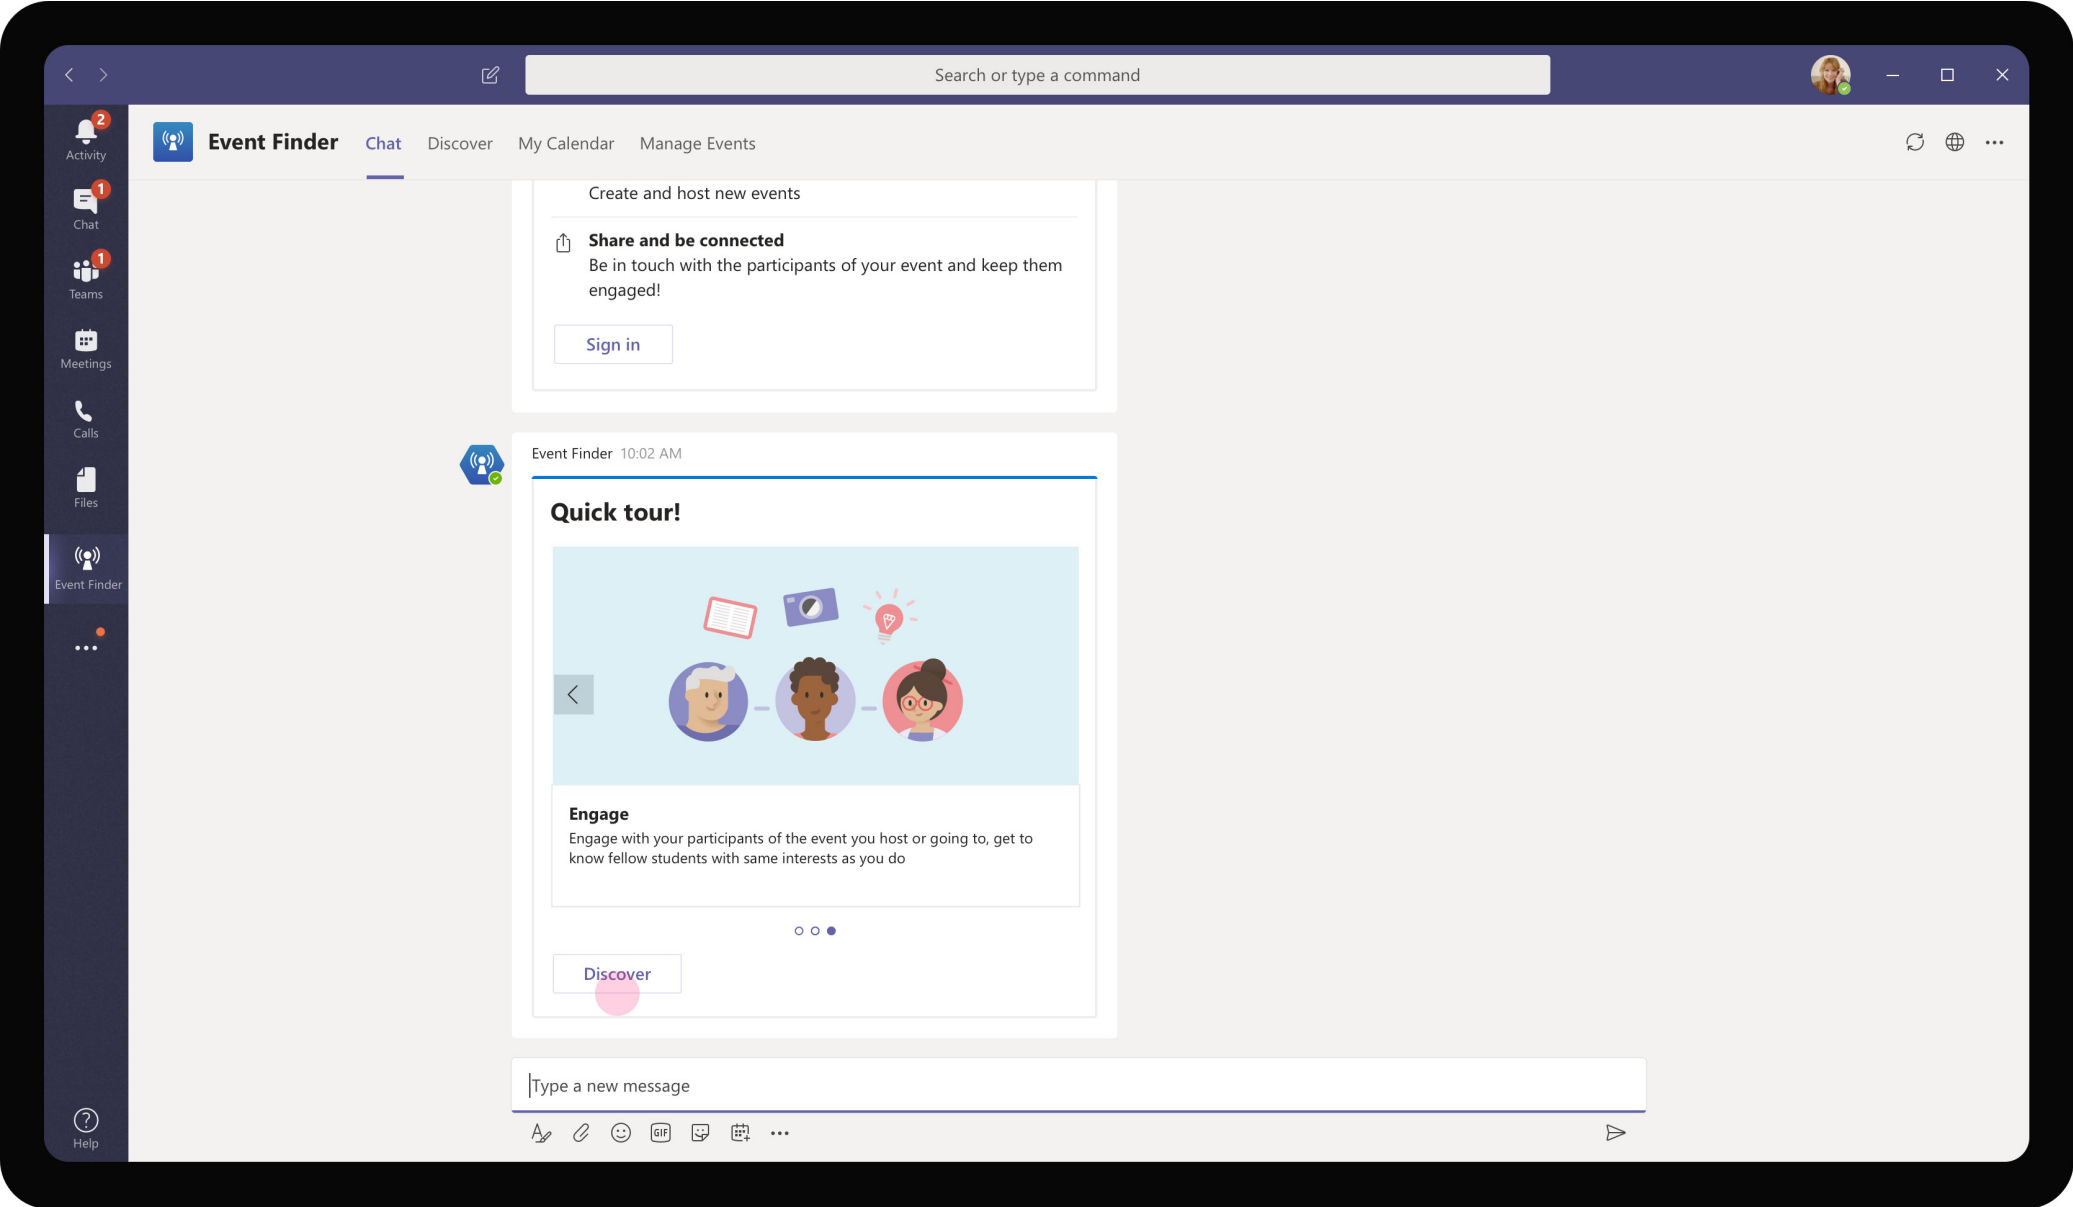 Search or type a command
2
Activity
1
Chat
1
Teams
Meetings
Calls
Files
Event Finder
Help
Event Finder
Chat
Discover
My Calendar
Manage Events
Create and host new events
Share and be connected
Be in touch with the participants of your event and keep them
engaged!
Sign in
Event Finder 10:02 AM
Quick tour!
Engage
Engage with your participants of the event you host or going to, get to
know fellow students with same interests as you do
Discover
Type a new message
GIF